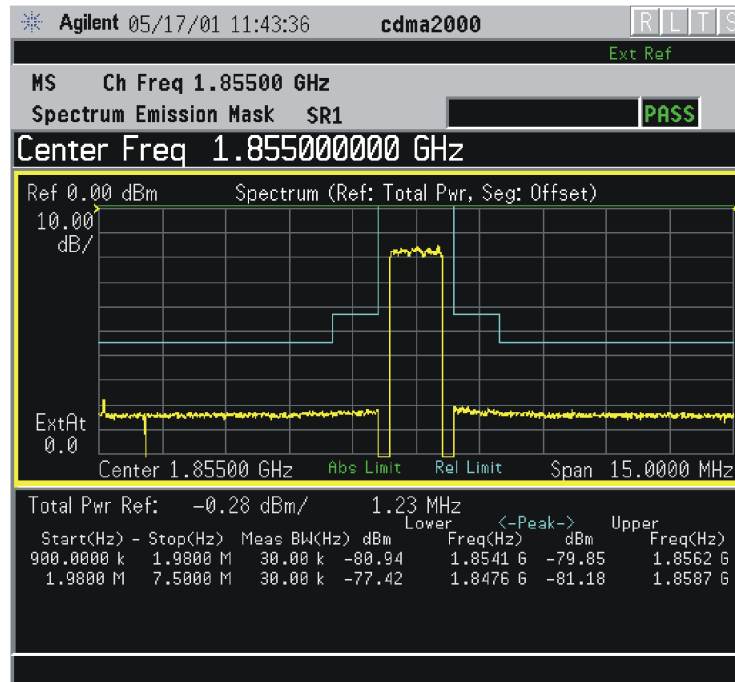 Agilent 05/17/01 11:43:36 cdma2000 R L T S
Ext Ref
MS Ch Freq 1.85500 GHz
Spectrum Emission Mask SR1 PASS
Center Freq 1.855000000 GHz
Ref 0.00 dBm Spectrum (Ref: Total Pwr, Seg: Offset)
10.00
dB/
ExtAt
0.0
Center 1.85500 GHz Abs Limit Rel Limit Span 15.0000 MHz
Total Pwr Ref: -0.28 dBm/ 1.23 MHz
Lower <-Peak-> Upper
Start(Hz) - Stop(Hz) Meas BW(Hz) dBm Freq(Hz) dBm Freq(Hz)
900.0000 k 1.9800 M 30.00 k -80.94 1.8541 G -79.85 1.8562 G
1.9800 M 7.5000 M 30.00 k -77.42 1.8476 G -81.18 1.8587 G